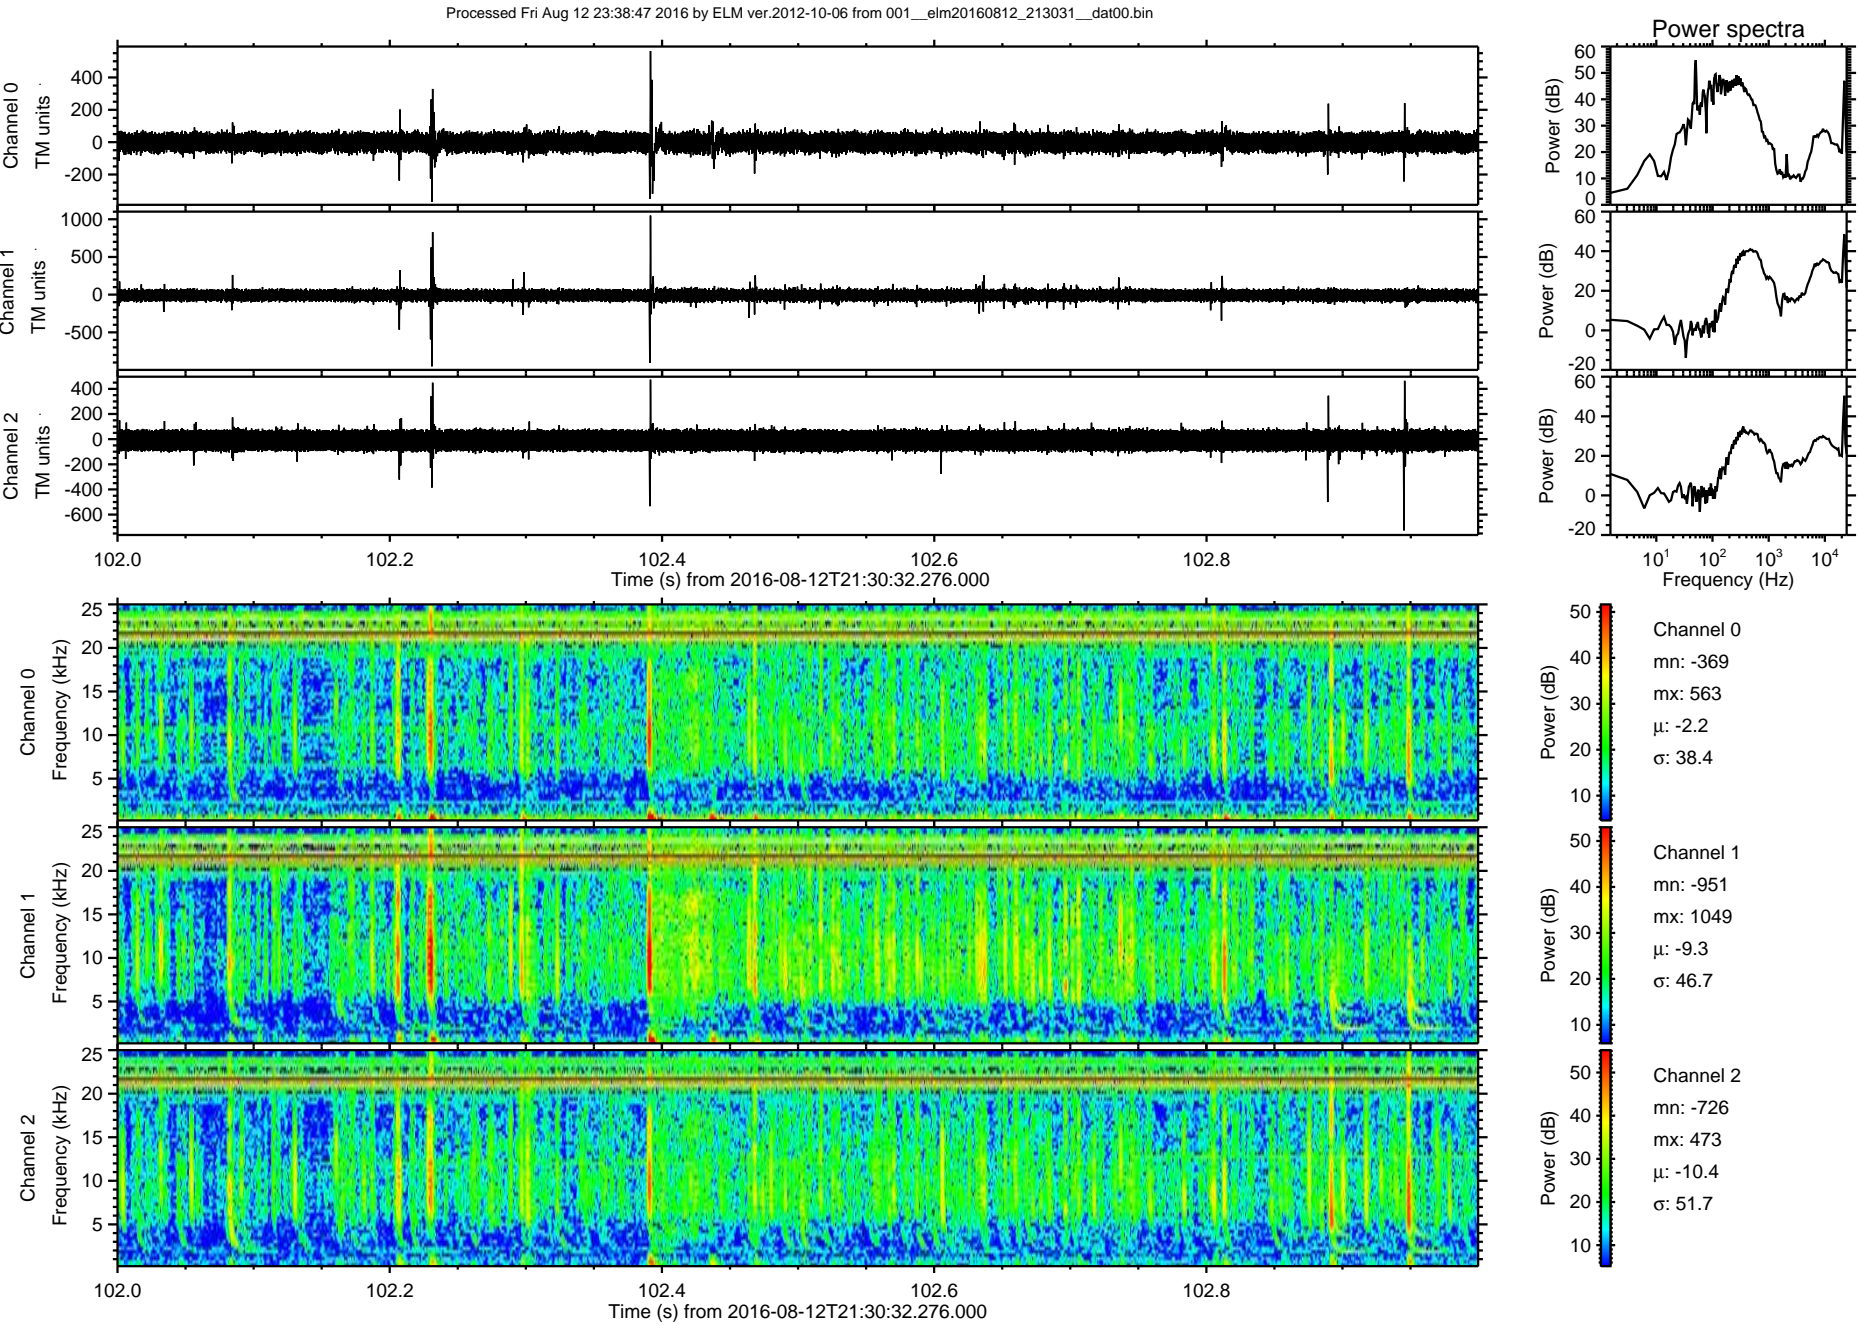 Processed Fri Aug 12 23:38:47 2016 by ELM ver.2012-10-06 from 001__elm20160812_213031__dat00.bin
Power spectra
Channel 0
TM units
400
200
0
-200
Power (dB)
60
50
40
30
20
10
0
Channel 1
TM units
1000
500
0
-500
Power (dB)
60
40
20
0
-20
Channel 2
TM units
400
200
0
-200
-400
-600
Power (dB)
60
40
20
0
-20
102.0 102.2 102.4 102.6 102.8
Time (s) from 2016-08-12T21:30:32.276.000
10¹ 10² 10³ 10⁴
Frequency (Hz)
Channel 0
Frequency (kHz)
25
20
15
10
5
Power (dB)
50
40
30
20
10
Channel 0
mn: -369
mx: 563
μ: -2.2
σ: 38.4
Channel 1
Frequency (kHz)
25
20
15
10
5
Power (dB)
50
40
30
20
10
Channel 1
mn: -951
mx: 1049
μ: -9.3
σ: 46.7
Channel 2
Frequency (kHz)
25
20
15
10
5
Power (dB)
50
40
30
20
10
Channel 2
mn: -726
mx: 473
μ: -10.4
σ: 51.7
102.0 102.2 102.4 102.6 102.8
Time (s) from 2016-08-12T21:30:32.276.000